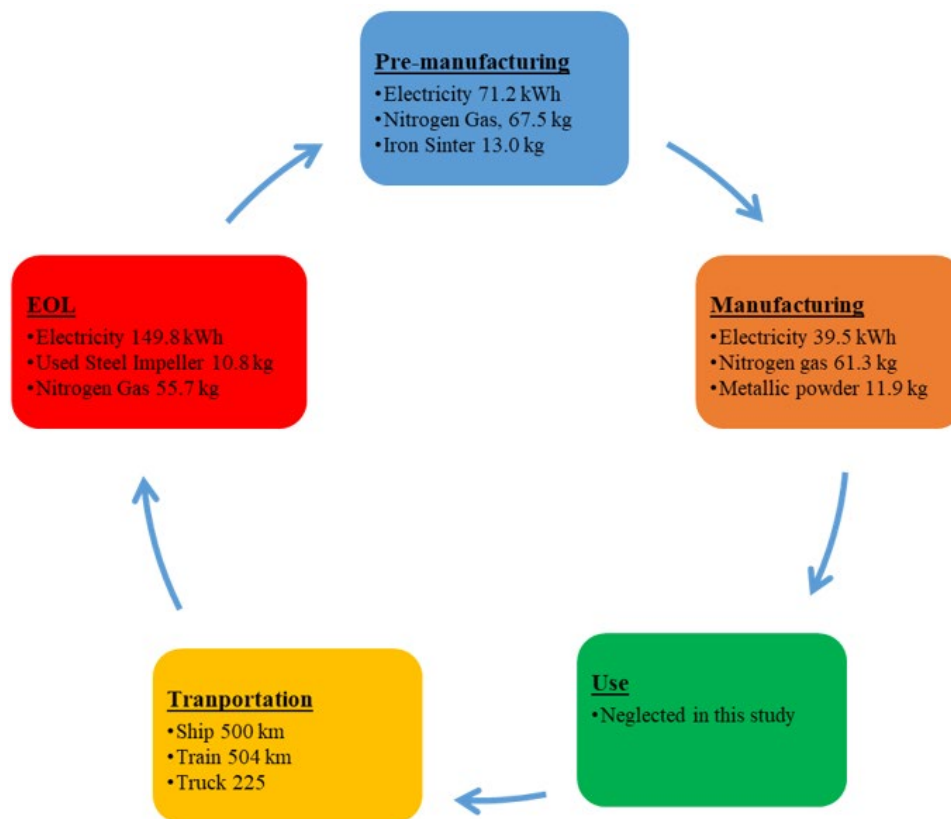 Pre-manufacturing
•Electricity 71.2 kWh
•Nitrogen Gas, 67.5 kg
•Iron Sinter 13.0 kg
Manufacturing
•Electricity 39.5 kWh
•Nitrogen gas 61.3 kg
•Metallic powder 11.9 kg
Use
•Neglected in this study
Tranportation
•Ship 500 km
•Train 504 km
•Truck 225
EOL
•Electricity 149.8 kWh
•Used Steel Impeller 10.8 kg
•Nitrogen Gas 55.7 kg